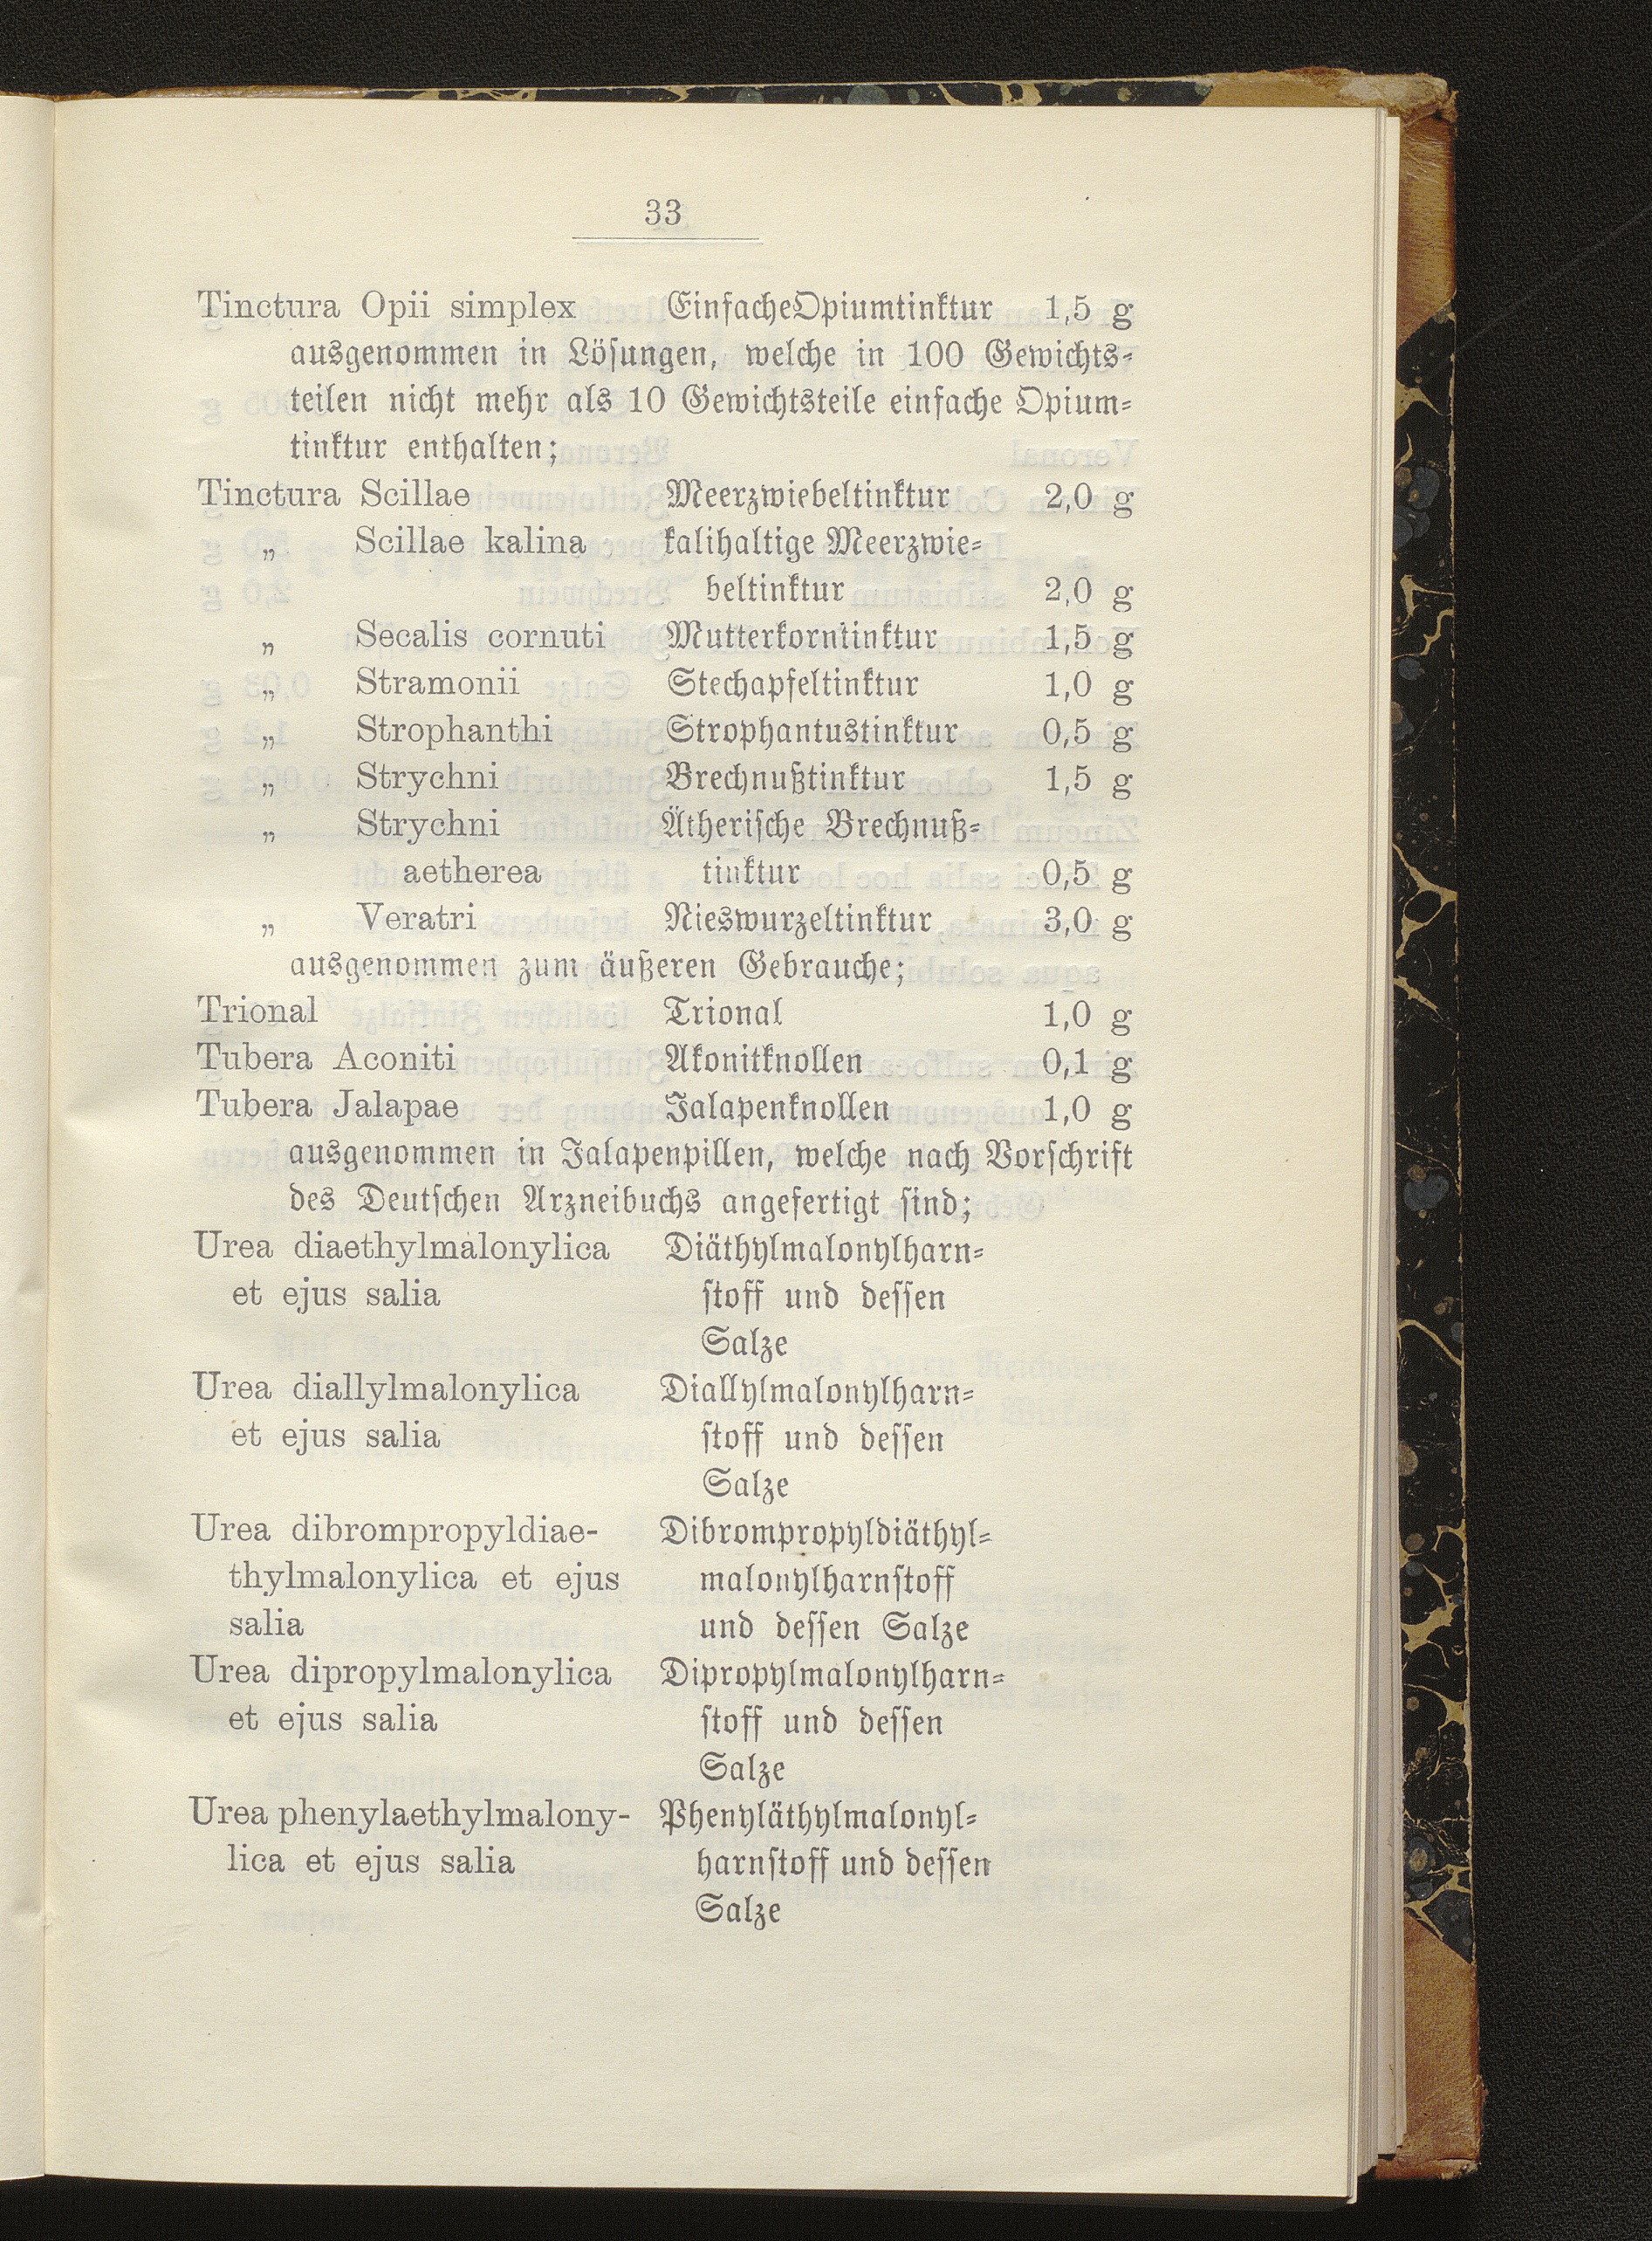 33
Tinctura Opii simplex Einfache Opiumtinktur 1,5 g
ausgenommen in Lösungen, welche in 100 Gewichts-
teilen nicht mehr als 10 Gewichtsteile einfache Opium-
tinktur enthalten;
Tinctura Scillae Meerzwiebeltinktur 2,0 g
„ Scillae kalina kalihaltige Meerzwie-
beltinktur 2,0 g
„ Secalis cornuti Mutterkorntinktur 1,5 g
„ Stramonii Stechapfeltinktur 1,0 g
„ Strophanthi Strophantustinktur 0,5 g
„ Strychni Brechnußtinktur 1,5 g
„ Strychni Ätherische Brechnuß-
aetherea tinktur 0,5 g
„ Veratri Nieswurzeltinktur 3,0 g
ausgenommen zum äußeren Gebrauche;
Trional Trional 1,0 g
Tubera Aconiti Akonitknollen 0,1 g
Tubera Jalapae Jalapenknollen 1,0 g
ausgenommen in Jalapenpillen, welche nach Vorschrift
des Deutschen Arzneibuchs angefertigt sind;
Urea diaethylmalonylica Diäthylmalonylharn-
et ejus salia stoff und dessen
Salze
Urea diallylmalonylica Diallylmalonylharn-
et ejus salia stoff und dessen
Salze
Urea dibrompropyldiae- Dibrompropyldiäthyl-
thylmalonylica et ejus malonylharnstoff
salia und dessen Salze
Urea dipropylmalonylica Dipropylmalonylharn-
et ejus salia stoff und dessen
Salze
Urea phenylaethylmalony- Phenyläthylmalonyl-
lica et ejus salia harnstoff und dessen
Salze